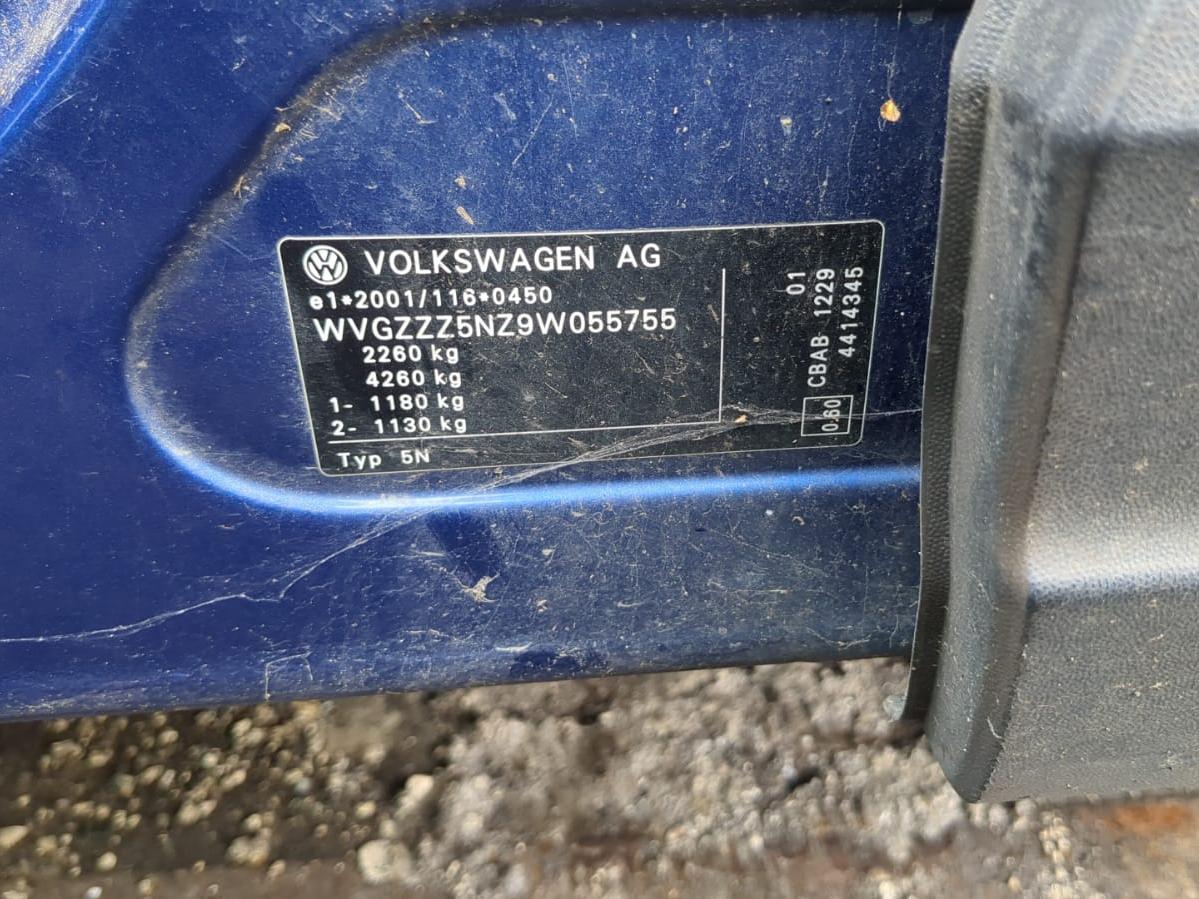 VOLKSWAGEN AG
e1*2001/116*0450
WVGZZZ5NZ9W055755
2260 kg
4260 kg
1- 1180 kg
2- 1130 kg
Typ 5N
01
0.60 CBAB 1229
4414345